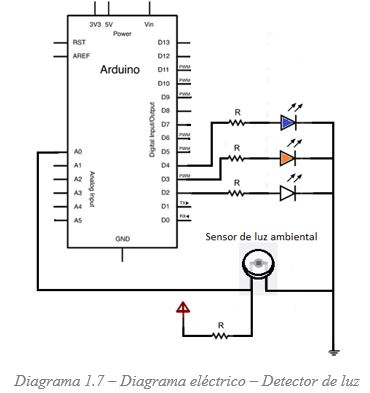 3V3 5V Vin
Power
RST
AREF
Arduino
D13
D12
PWM D11
PWM D10
PWM D9
D8
D7
PWM D6
PWM D5
D4
PWM D3
D2
TX D1
RX D0
Digital Input/Output
A0
A1
A2
A3
A4
A5
Analog Input
GND
R
R
R
Sensor de luz ambiental
R
Diagrama 1.7 – Diagrama eléctrico – Detector de luz